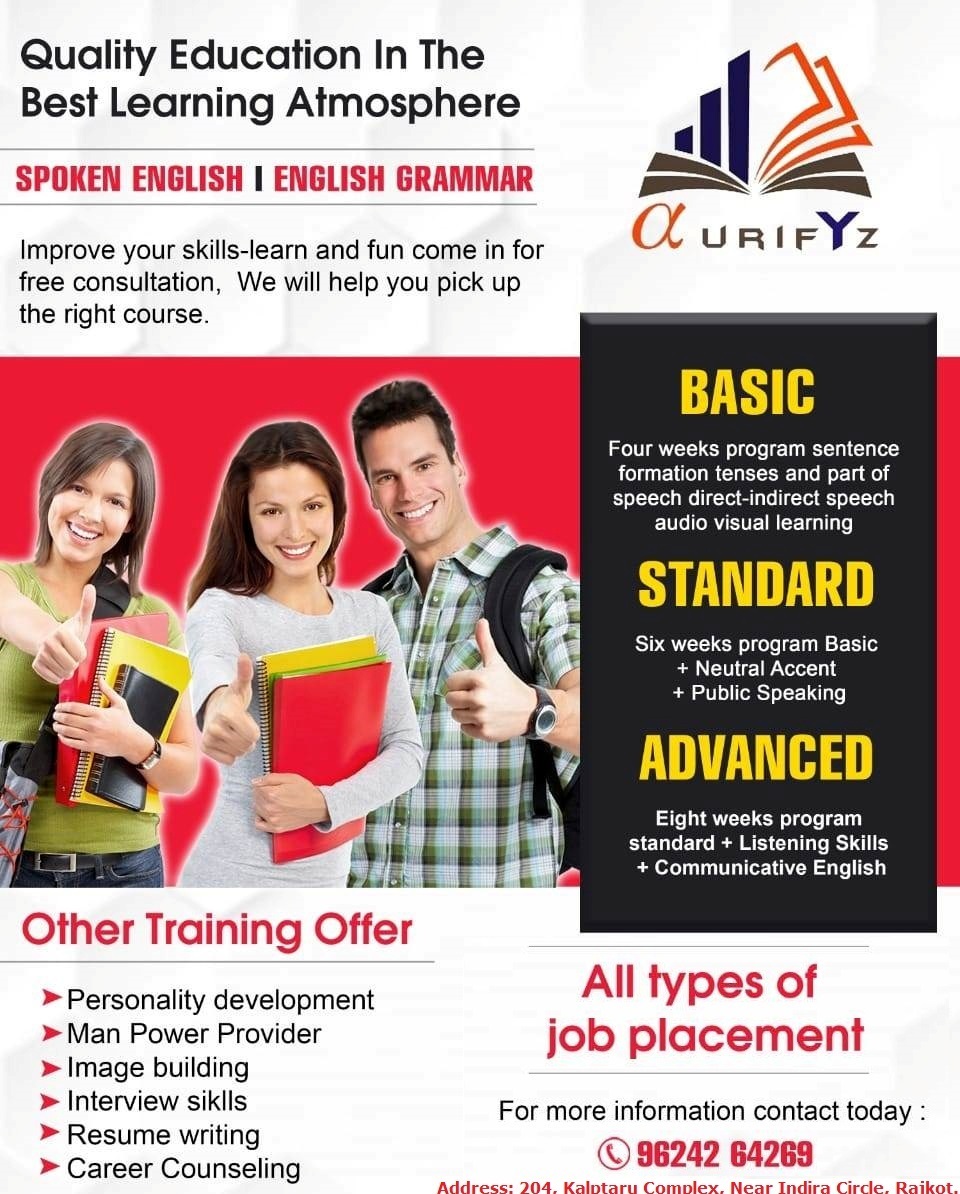 Quality Education In The
Best Learning Atmosphere
SPOKEN ENGLISH I ENGLISH GRAMMAR
Improve your skills-learn and fun come in for
free consultation, We will help you pick up
the right course.
α URIFYZ
BASIC
Four weeks program sentence
formation tenses and part of
speech direct-indirect speech
audio visual learning
STANDARD
Six weeks program Basic
+ Neutral Accent
+ Public Speaking
ADVANCED
Eight weeks program
standard + Listening Skills
+ Communicative English
Other Training Offer
Personality development
Man Power Provider
Image building
Interview siklls
Resume writing
Career Counseling
All types of
job placement
For more information contact today :
96242 64269
Address: 204, Kalptaru Complex, Near Indira Circle, Rajkot.